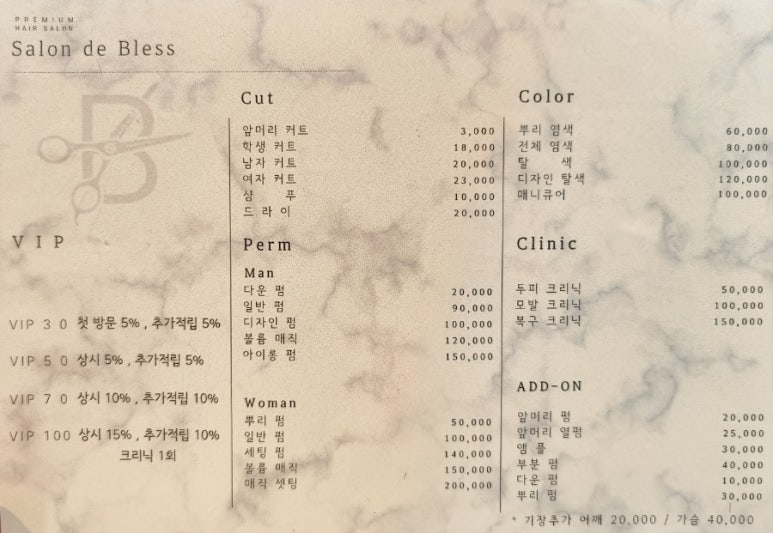 PREMIUM
HAIR SALON
Salon de Bless
VIP
VIP 30 첫 방문 5% , 추가적립 5%
VIP 50 상시 5% , 추가적립 5%
VIP 70 상시 10% , 추가적립 10%
VIP 100 상시 15% , 추가적립 10%
크리닉 1회
Cut
앞머리 커트 3,000
학생 커트 18,000
남자 커트 20,000
여자 커트 23,000
샴 푸 10,000
드 라 이 20,000
Perm
Man
다운 펌 20,000
일반 펌 90,000
디자인 펌 100,000
볼륨 매직 120,000
아이롱 펌 150,000
Woman
뿌리 펌 50,000
일반 펌 100,000
세팅 펌 140,000
볼륨 매직 150,000
매직 셋팅 200,000
Color
뿌리 염색 60,000
전체 염색 80,000
탈 색 100,000
디자인 탈색 120,000
매니큐어 100,000
Clinic
두피 크리닉 50,000
모발 크리닉 100,000
복구 크리닉 150,000
ADD-ON
앞머리 펌 20,000
앞머리 열펌 25,000
앰 플 30,000
부분 펌 40,000
다운 펌 10,000
뿌리 펌 30,000
* 기장추가 어깨 20,000 / 가슴 40,000